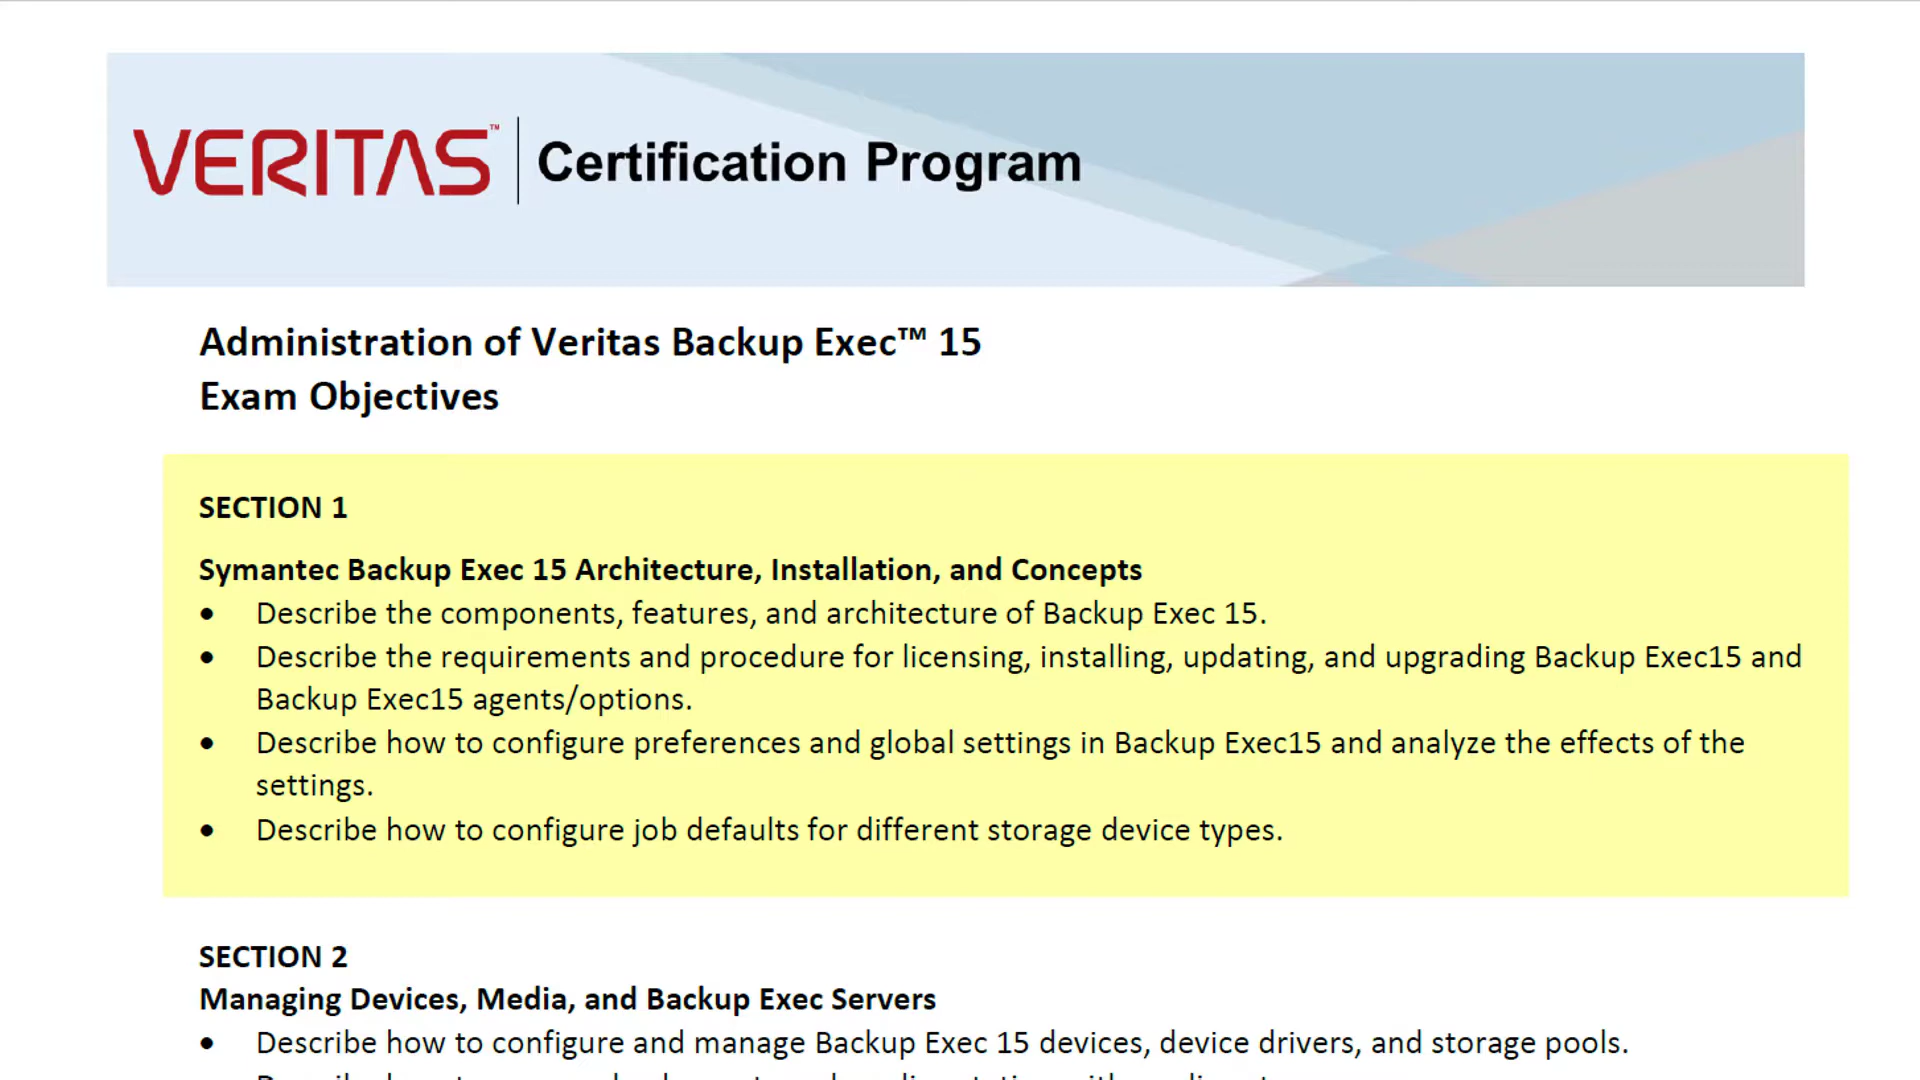 VERITAS™ Certification Program
Administration of Veritas Backup Exec™ 15
Exam Objectives
SECTION 1
Symantec Backup Exec 15 Architecture, Installation, and Concepts
• Describe the components, features, and architecture of Backup Exec 15.
• Describe the requirements and procedure for licensing, installing, updating, and upgrading Backup Exec15 and
Backup Exec15 agents/options.
• Describe how to configure preferences and global settings in Backup Exec15 and analyze the effects of the
settings.
• Describe how to configure job defaults for different storage device types.
SECTION 2
Managing Devices, Media, and Backup Exec Servers
• Describe how to configure and manage Backup Exec 15 devices, device drivers, and storage pools.